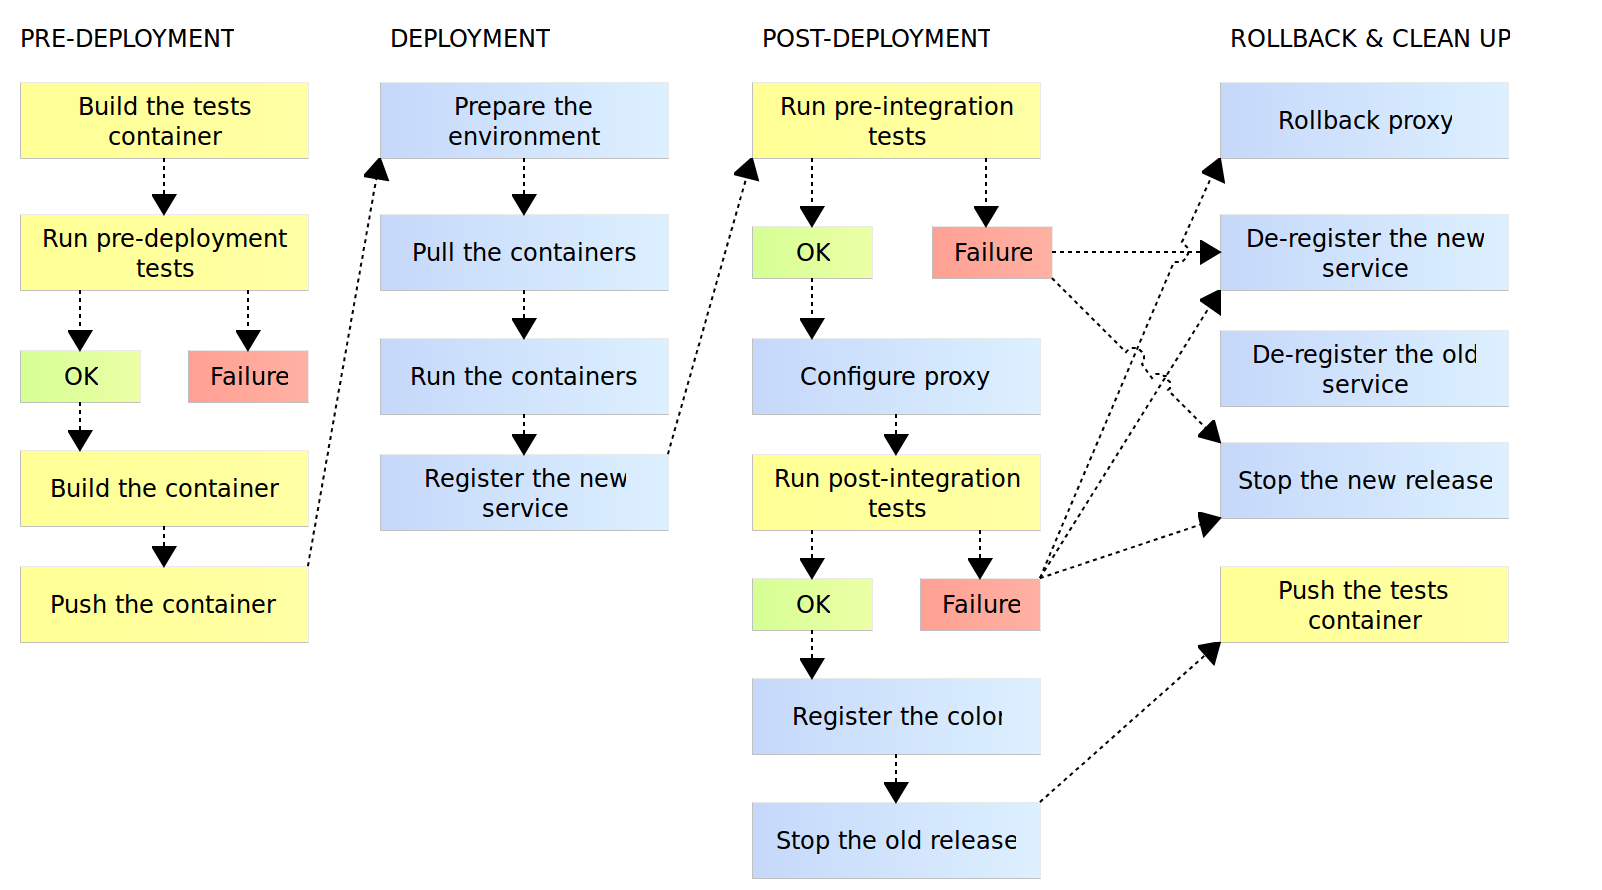 PRE-DEPLOYMENT
Build the tests
container
Run pre-deployment
tests
OK
Failure
Build the container
Push the container
DEPLOYMENT
Prepare the
environment
Pull the containers
Run the containers
Register the new
service
POST-DEPLOYMENT
Run pre-integration
tests
OK
Failure
Configure proxy
Run post-integration
tests
OK
Failure
Register the color
Stop the old release
ROLLBACK & CLEAN UP
Rollback proxy
De-register the new
service
De-register the old
service
Stop the new release
Push the tests
container